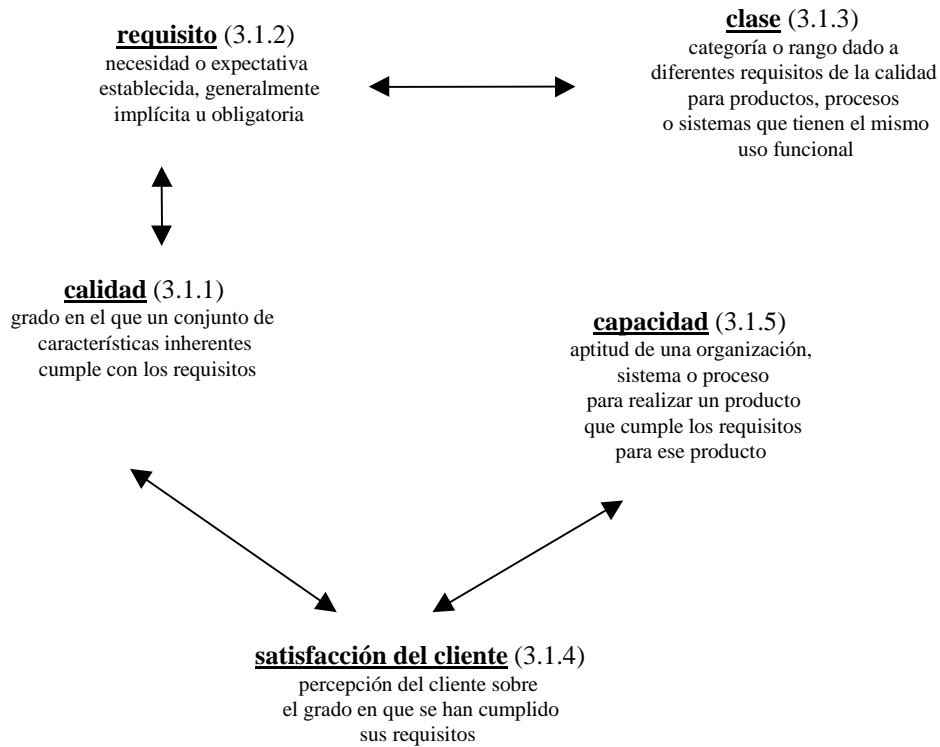 requisito (3.1.2)
necesidad o expectativa
establecida, generalmente
implícita u obligatoria
clase (3.1.3)
categoría o rango dado a
diferentes requisitos de la calidad
para productos, procesos
o sistemas que tienen el mismo
uso funcional
calidad (3.1.1)
grado en el que un conjunto de
características inherentes
cumple con los requisitos
capacidad (3.1.5)
aptitud de una organización,
sistema o proceso
para realizar un producto
que cumple los requisitos
para ese producto
satisfacción del cliente (3.1.4)
percepción del cliente sobre
el grado en que se han cumplido
sus requisitos